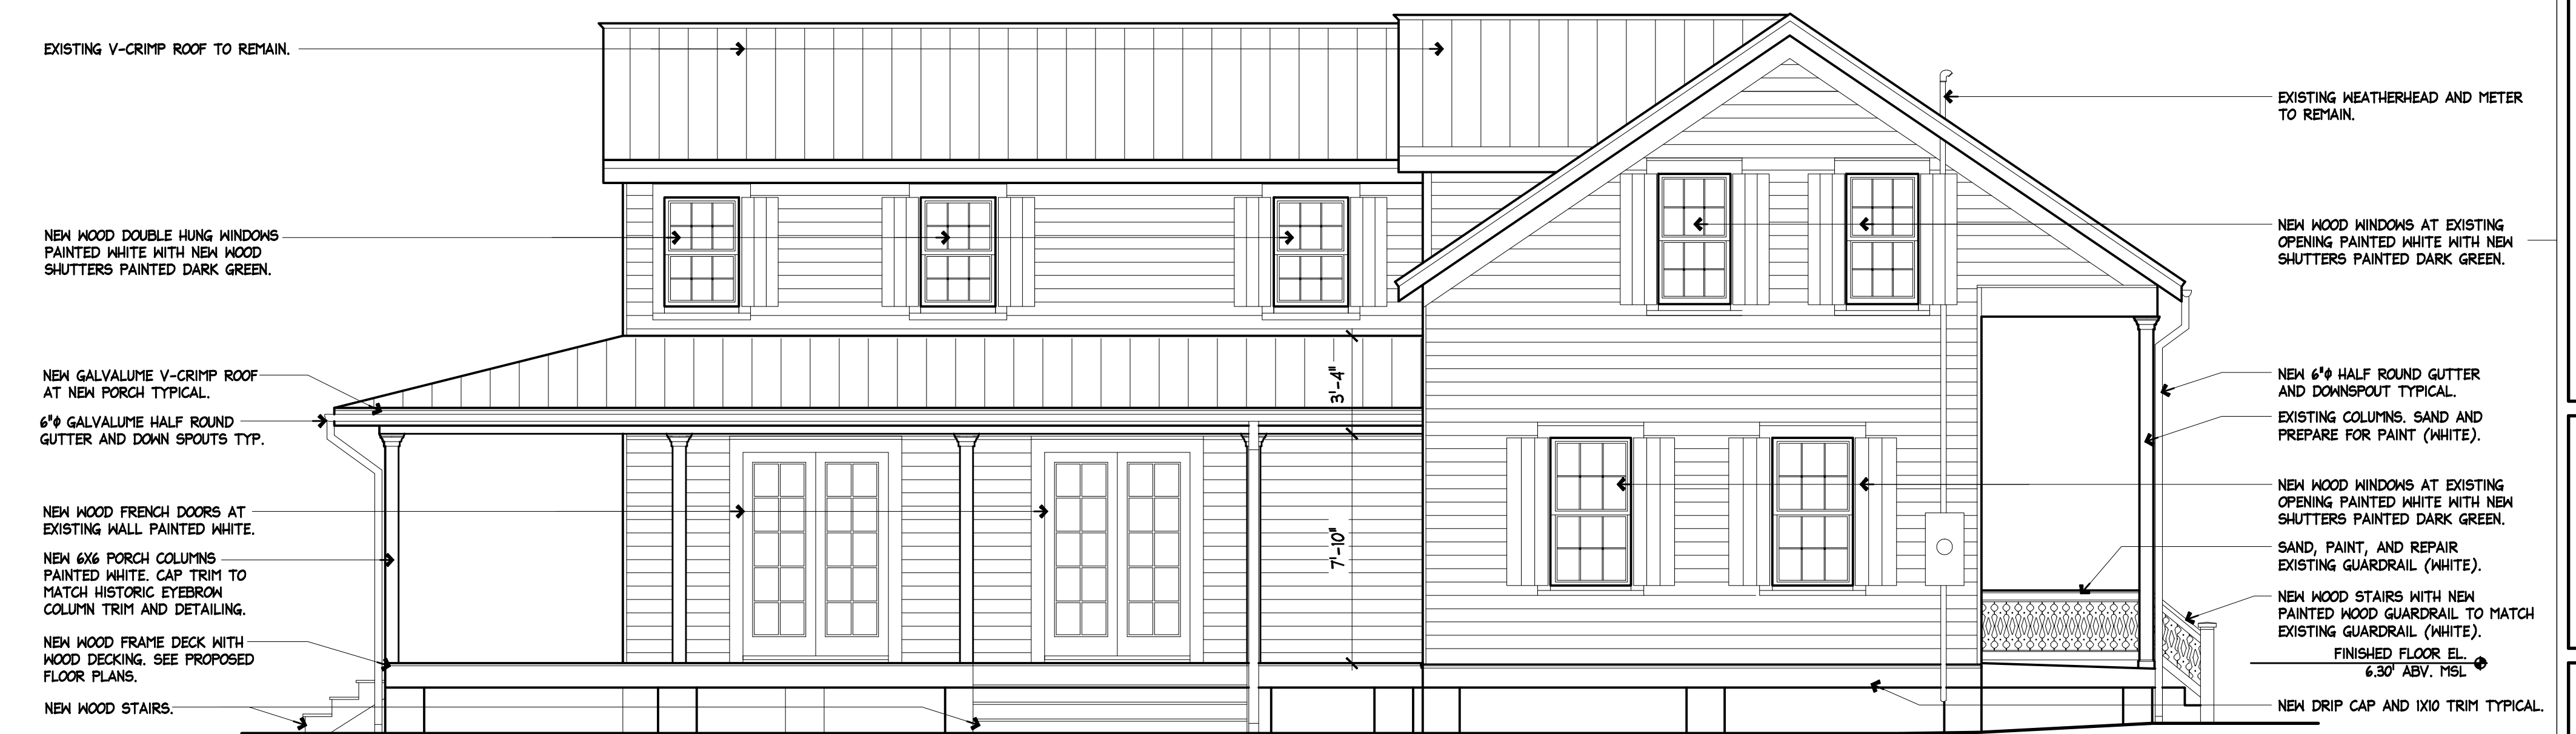 EXISTING V-CRIMP ROOF TO REMAIN.
NEW WOOD DOUBLE HUNG WINDOWS
PAINTED WHITE WITH NEW WOOD
SHUTTERS PAINTED DARK GREEN.
NEW GALVALUME V-CRIMP ROOF
AT NEW PORCH TYPICAL.
6"φ GALVALUME HALF ROUND
GUTTER AND DOWN SPOUTS TYP.
NEW WOOD FRENCH DOORS AT
EXISTING WALL PAINTED WHITE.
NEW 6X6 PORCH COLUMNS
PAINTED WHITE. CAP TRIM TO
MATCH HISTORIC EYEBROW
COLUMN TRIM AND DETAILING.
NEW WOOD FRAME DECK WITH
WOOD DECKING. SEE PROPOSED
FLOOR PLANS.
NEW WOOD STAIRS.
3'-4"
7'-10"
EXISTING WEATHERHEAD AND METER
TO REMAIN.
NEW WOOD WINDOWS AT EXISTING
OPENING PAINTED WHITE WITH NEW
SHUTTERS PAINTED DARK GREEN.
NEW 6"φ HALF ROUND GUTTER
AND DOWNSPOUT TYPICAL.
EXISTING COLUMNS. SAND AND
PREPARE FOR PAINT (WHITE).
NEW WOOD WINDOWS AT EXISTING
OPENING PAINTED WHITE WITH NEW
SHUTTERS PAINTED DARK GREEN.
SAND, PAINT, AND REPAIR
EXISTING GUARDRAIL (WHITE).
NEW WOOD STAIRS WITH NEW
PAINTED WOOD GUARDRAIL TO MATCH
EXISTING GUARDRAIL (WHITE).
FINISHED FLOOR EL.
6.30' ABV. MSL
NEW DRIP CAP AND 1X10 TRIM TYPICAL.